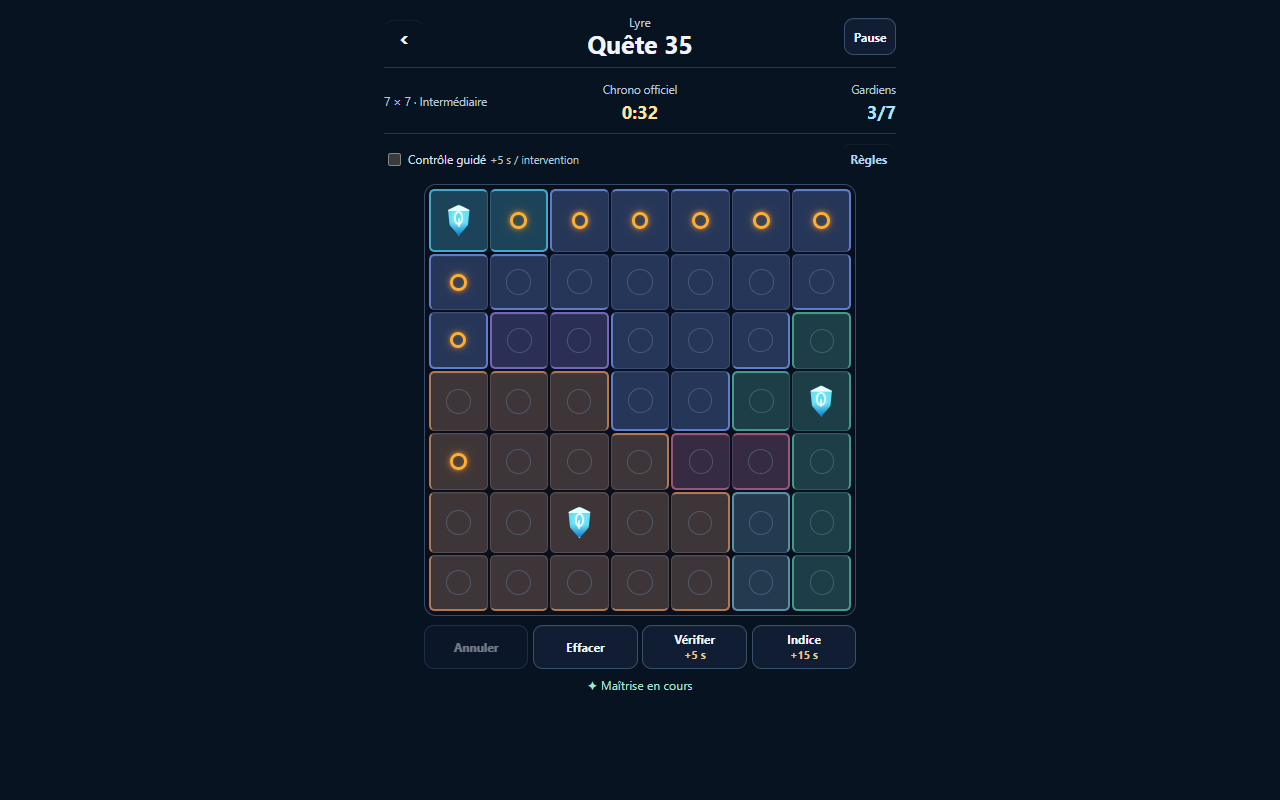 Lyre
Quête 35
Pause
7 × 7 · Intermédiaire
Chrono officiel
0:32
Gardiens
3/7
Contrôle guidé +5 s / intervention
Règles
Annuler
Effacer
Vérifier
+5 s
Indice
+15 s
✦ Maîtrise en cours